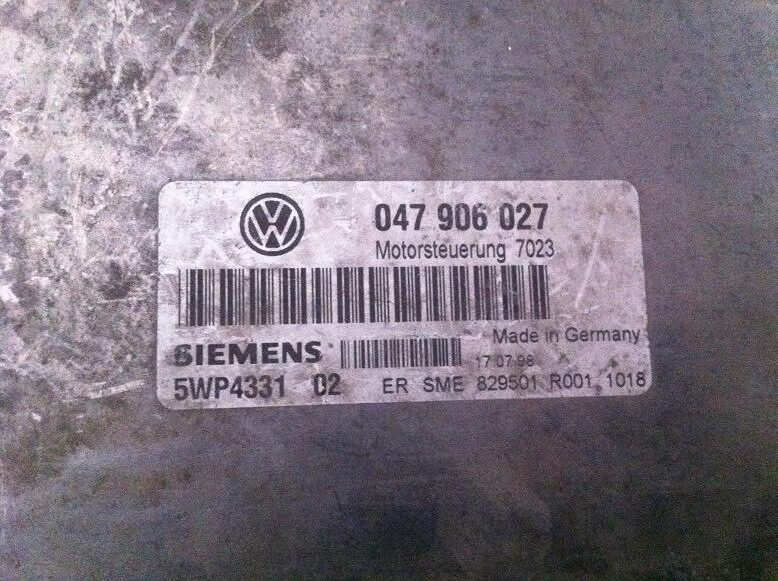 VW
047 906 027
Motorsteuerung 7023
Made in Germany
SIEMENS
17 07 98
5WP4331 02 ER SME 829501 R001 1018